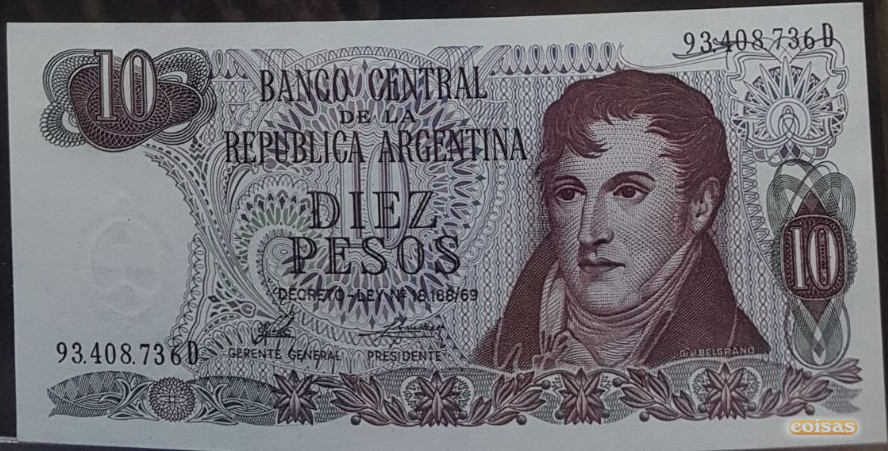 93.408.736D
10
BANCO CENTRAL
DE LA
REPUBLICA ARGENTINA
DIEZ
PESOS
DECRETO-LEY Nº 18.188/69
10
93.408.736D
GERENTE GENERAL PRESIDENTE
Gral. BELGRANO
coisas